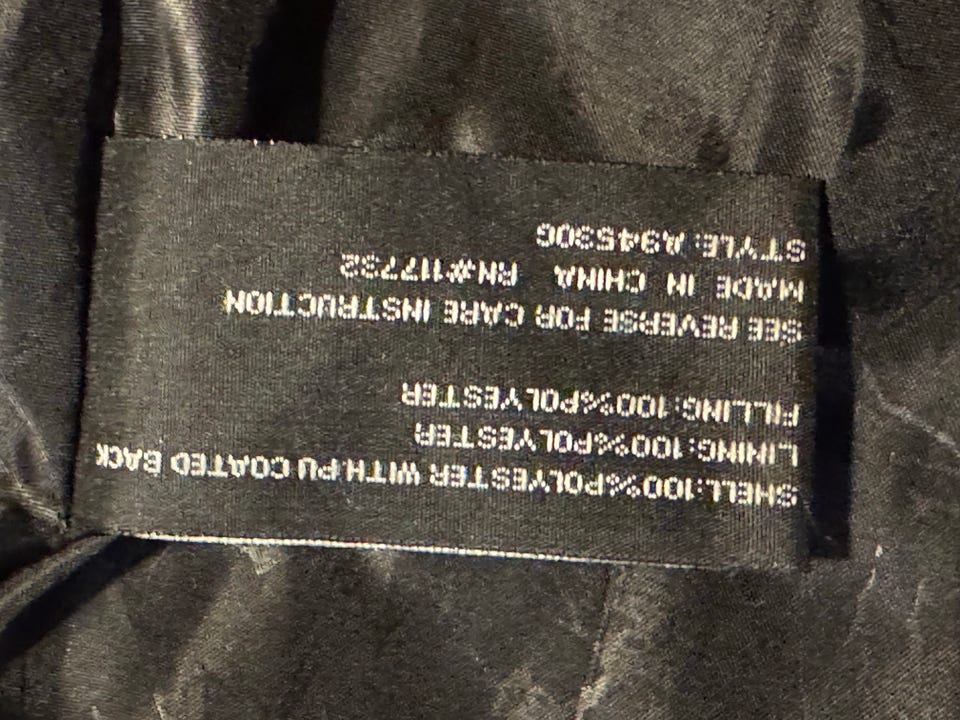 SHELL:100%POLYESTER WITH PU COATED BACK
LINING:100%POLYESTER
FILLING:100%POLYESTER
SEE REVERSE FOR CARE INSTRUCTION
MADE IN CHINA RN#117732
STYLE:A94530G